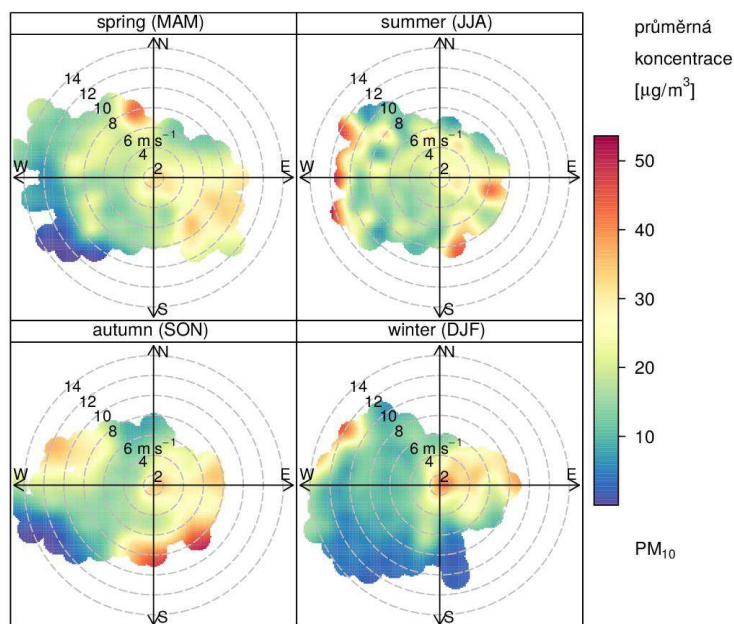 spring (MAM)
N
14
12
10
8
6 m s⁻¹
4
2
W
E
S
summer (JJA)
N
14
12
10
8
6 m s⁻¹
4
2
W
E
S
autumn (SON)
N
14
12
10
8
6 m s⁻¹
4
2
W
E
S
winter (DJF)
N
14
12
10
8
6 m s⁻¹
4
2
W
E
S
průměrná
koncentrace
[μg/m³]
50
40
30
20
10
PM₁₀